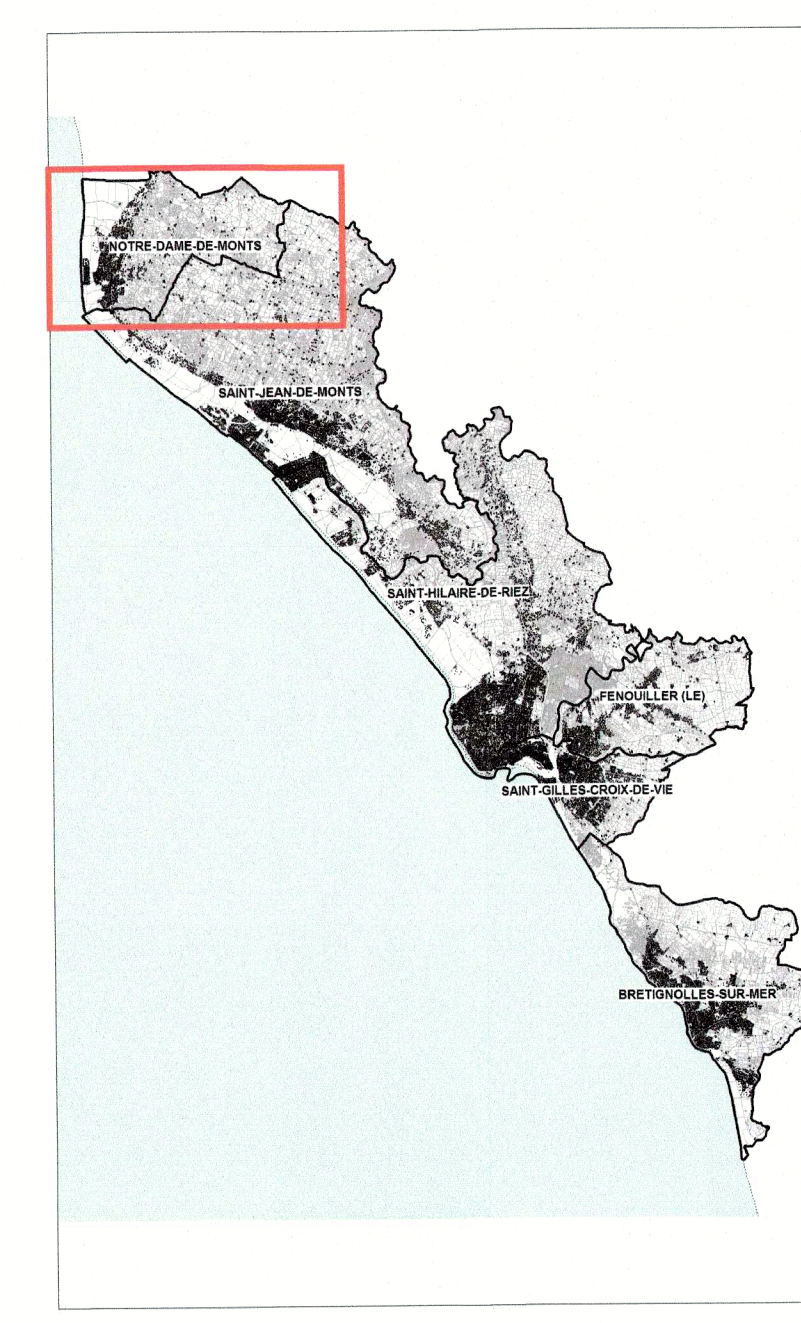 NOTRE-DAME-DE-MONTS
SAINT-JEAN-DE-MONTS
SAINT-HILAIRE-DE-RIEZ
FENOUILLER (LE)
SAINT-GILLES-CROIX-DE-VIE
BRETIGNOLLES-SUR-MER